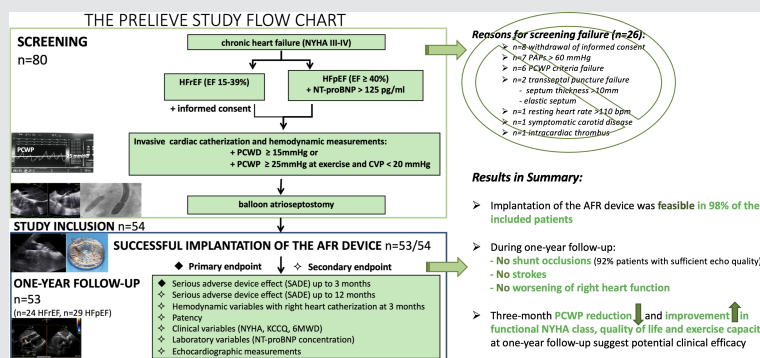 THE PRELIEVE STUDY FLOW CHART
SCREENING
n=80
chronic heart failure (NYHA III-IV)
HFrEF (EF 15-39%)
HFpEF (EF ≥ 40%)
+ NT-proBNP > 125 pg/ml
+ informed consent
Invasive cardiac catherization and hemodynamic measurements:
+ PCWD ≥ 15mmHg or
+ PCWP ≥ 25mmHg at exercise and CVP < 20 mmHg
PCWP
balloon atrioseptostomy
STUDY INCLUSION n=54
SUCCESSFUL IMPLANTATION OF THE AFR DEVICE n=53/54
◆ Primary endpoint ✧ Secondary endpoint
ONE-YEAR FOLLOW-UP
n=53
(n=24 HFrEF, n=29 HFpEF)
◆ Serious adverse device effect (SADE) up to 3 months
✧ Serious adverse device effect (SADE) up to 12 months
✧ Hemodynamic variables with right heart catherization at 3 months
✧ Patency
✧ Clinical variables (NYHA, KCCQ, 6MWD)
✧ Laboratory variables (NT-proBNP concentration)
✧ Echocardiographic measurements
Reasons for screening failure (n=26):
➢ n=8 withdrawal of informed consent
➢ n=7 PAPs > 60 mmHg
➢ n=6 PCWP criteria failure
➢ n=2 transseptal puncture failure
- septum thickness >10mm
- elastic septum
➢ n=1 resting heart rate >110 bpm
➢ n=1 symptomatic carotid disease
➢ n=1 intracardiac thrombus
Results in Summary:
➢ Implantation of the AFR device was feasible in 98% of the
included patients
➢ During one-year follow-up:
- No shunt occlusions (92% patients with sufficient echo quality)
- No strokes
- No worsening of right heart function
➢ Three-month PCWP reduction and improvement in
functional NYHA class, quality of life and exercise capacit
at one-year follow-up suggest potential clinical efficacy